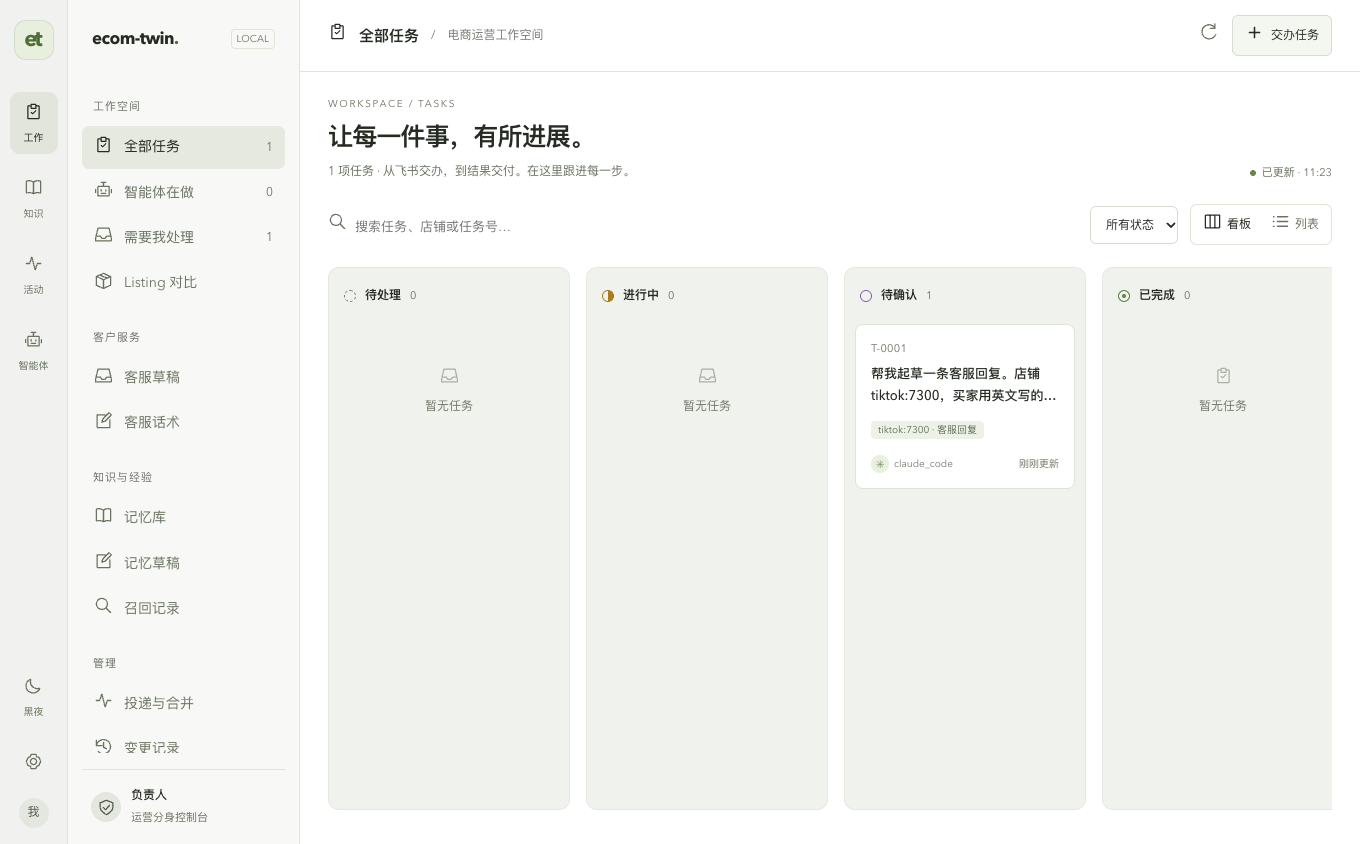 et
工作
知识
活动
智能体
黑夜
我
ecom-twin.
LOCAL
工作空间
全部任务 1
智能体在做 0
需要我处理 1
Listing 对比
客户服务
客服草稿
客服话术
知识与经验
记忆库
记忆草稿
召回记录
管理
投递与合并
变更记录
负责人
运营分身控制台
全部任务 / 电商运营工作空间
交办任务
WORKSPACE / TASKS
让每一件事，有所进展。
1 项任务 · 从飞书交办，到结果交付。在这里跟进每一步。
已更新 · 11:23
搜索任务、店铺或任务号…
所有状态
看板
列表
待处理 0
暂无任务
进行中 0
暂无任务
待确认 1
T-0001
帮我起草一条客服回复。店铺
tiktok:7300，买家用英文写的…
tiktok:7300 · 客服回复
claude_code
刚刚更新
已完成 0
暂无任务